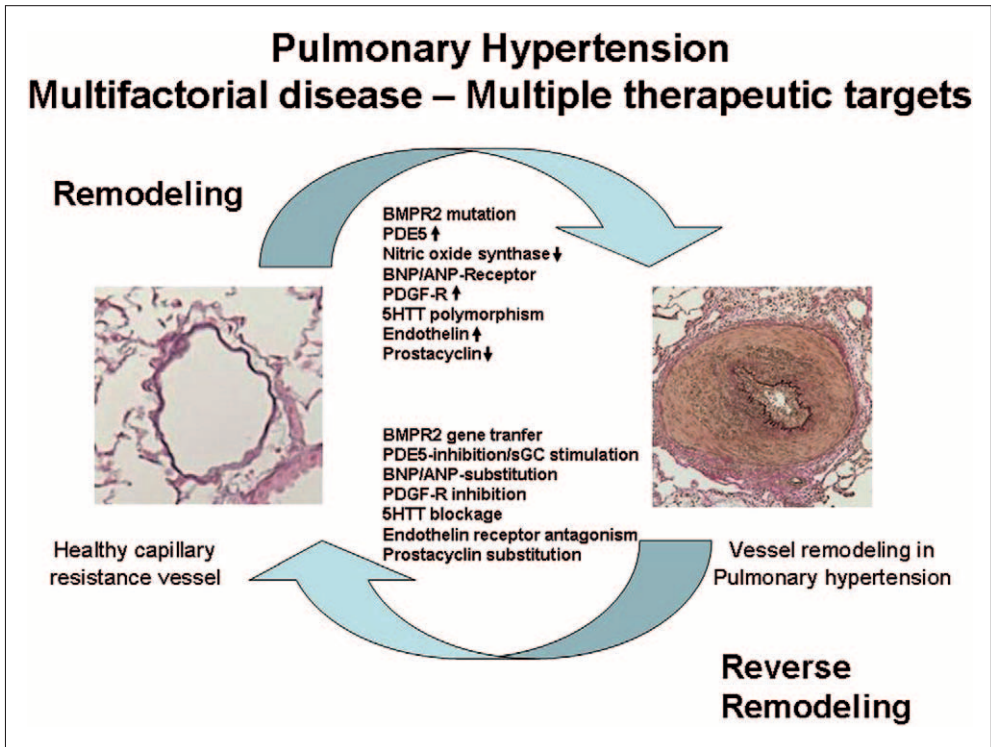 Pulmonary Hypertension
Multifactorial disease – Multiple therapeutic targets
Remodeling
BMPR2 mutation
PDE5 ↑
Nitric oxide synthase ↓
BNP/ANP-Receptor
PDGF-R ↑
5HTT polymorphism
Endothelin ↑
Prostacyclin ↓
BMPR2 gene tranfer
PDE5-inhibition/sGC stimulation
BNP/ANP-substitution
PDGF-R inhibition
5HTT blockage
Endothelin receptor antagonism
Prostacyclin substitution
Healthy capillary
resistance vessel
Vessel remodeling in
Pulmonary hypertension
Reverse
Remodeling